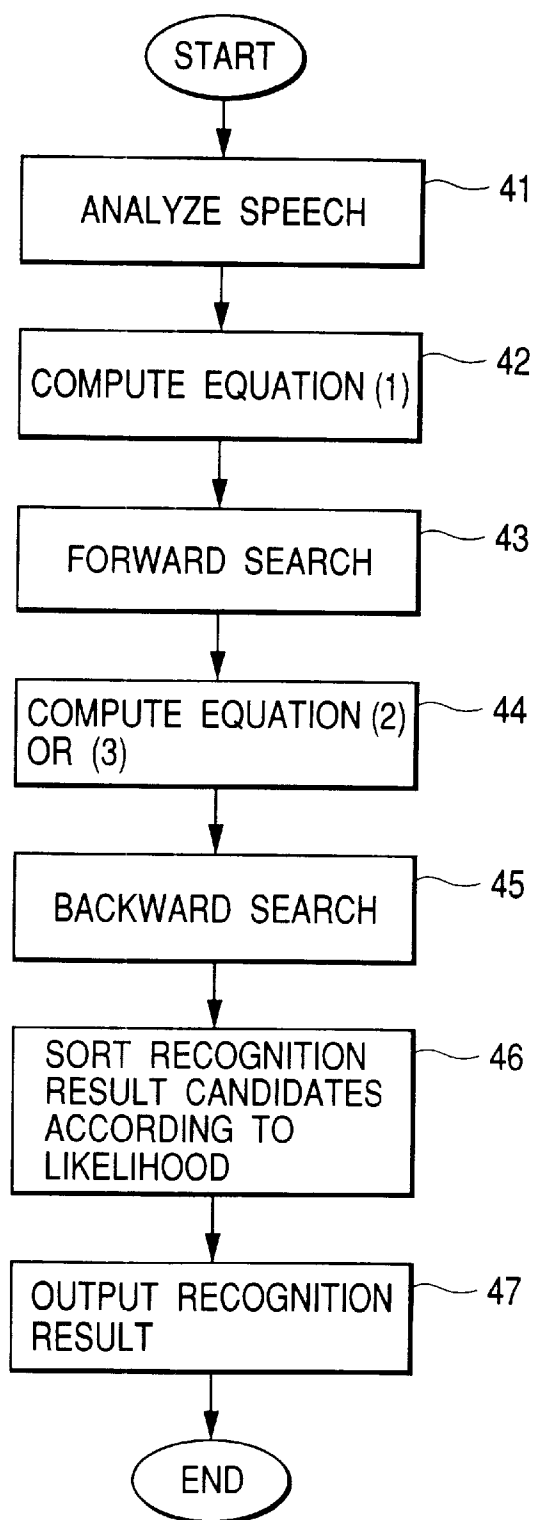 START
ANALYZE SPEECH
41
COMPUTE EQUATION (1)
42
FORWARD SEARCH
43
COMPUTE EQUATION (2)
OR (3)
44
BACKWARD SEARCH
45
SORT RECOGNITION
RESULT CANDIDATES
ACCORDING TO
LIKELIHOOD
46
OUTPUT RECOGNITION
RESULT
47
END